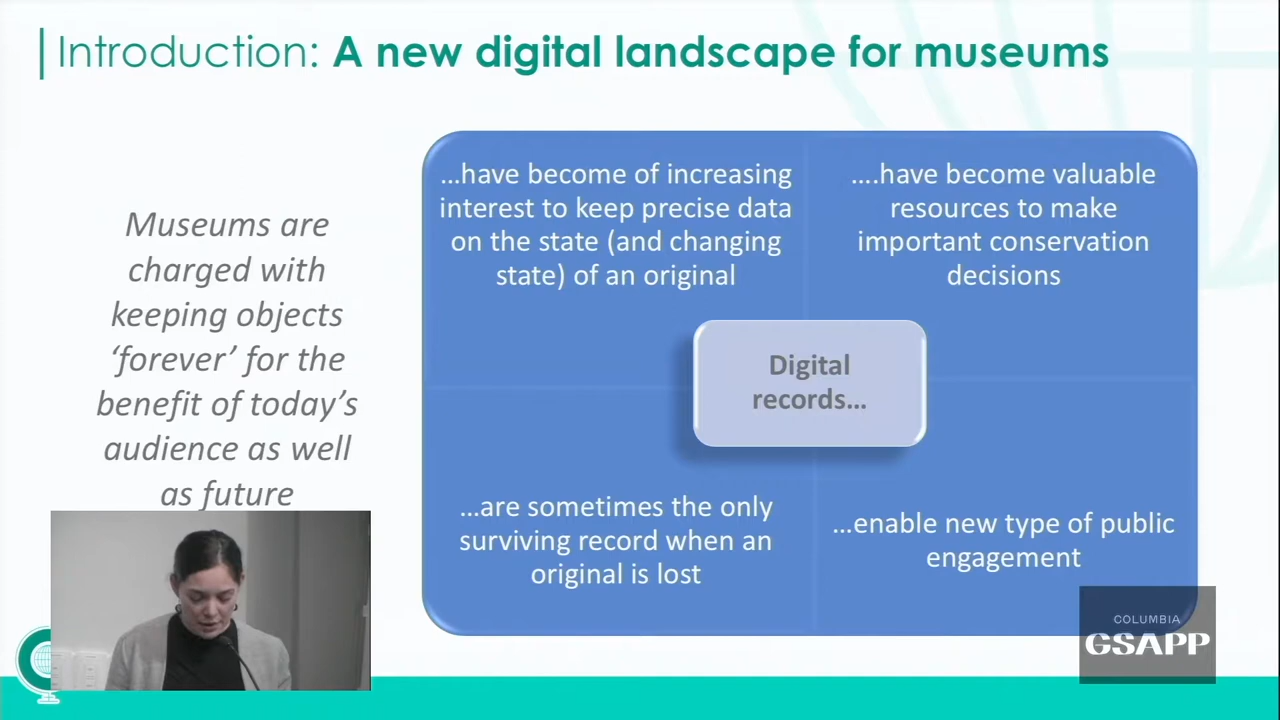 Introduction: A new digital landscape for museums
Museums are
charged with
keeping objects
‘forever’ for the
benefit of today’s
audience as well
as future
...have become of increasing
interest to keep precise data
on the state (and changing
state) of an original
....have become valuable
resources to make
important conservation
decisions
Digital
records...
...are sometimes the only
surviving record when an
original is lost
...enable new type of public
engagement
COLUMBIA
GSAPP